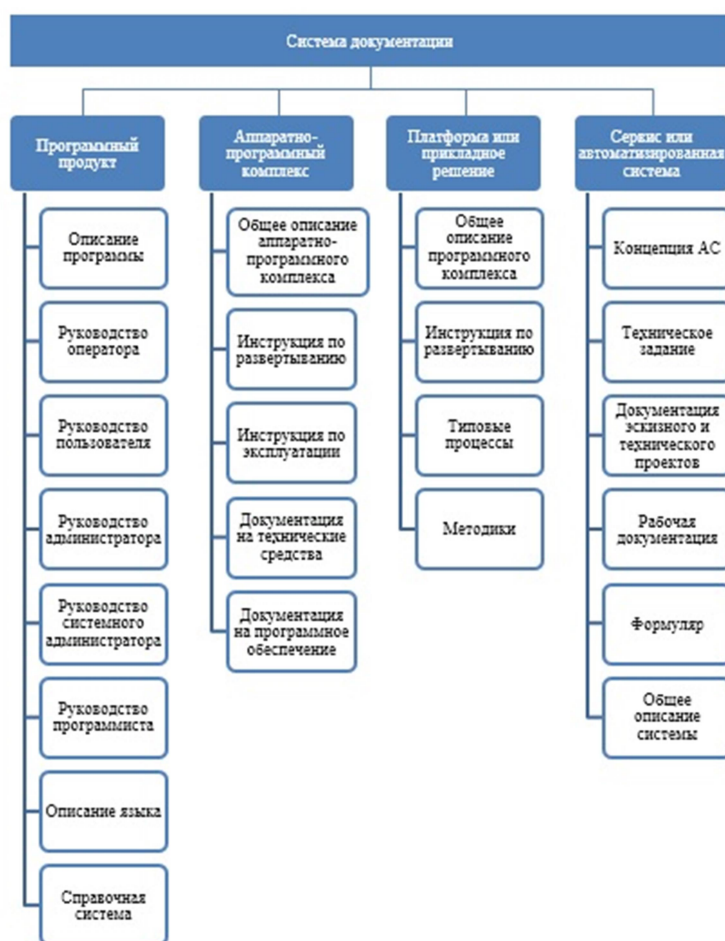 Система документации
Программный
продукт
Описание
программы
Руководство
оператора
Руководство
пользователя
Руководство
администратора
Руководство
системного
администратора
Руководство
программиста
Описание языка
Справочная
система
Аппаратно-
программный
комплекс
Общее описание
аппаратно-
программного
комплекса
Инструкция по
развертыванию
Инструкция по
эксплуатации
Документация
на технические
средства
Документация
на программное
обеспечение
Платформа или
прикладное
решение
Общее
описание
программного
комплекса
Инструкция по
развертыванию
Типовые
процессы
Методики
Сервис или
автоматизированная
система
Концепция АС
Техническое
задание
Документация
эскизного и
технического
проектов
Рабочая
документация
Формуляр
Общее
описание
системы